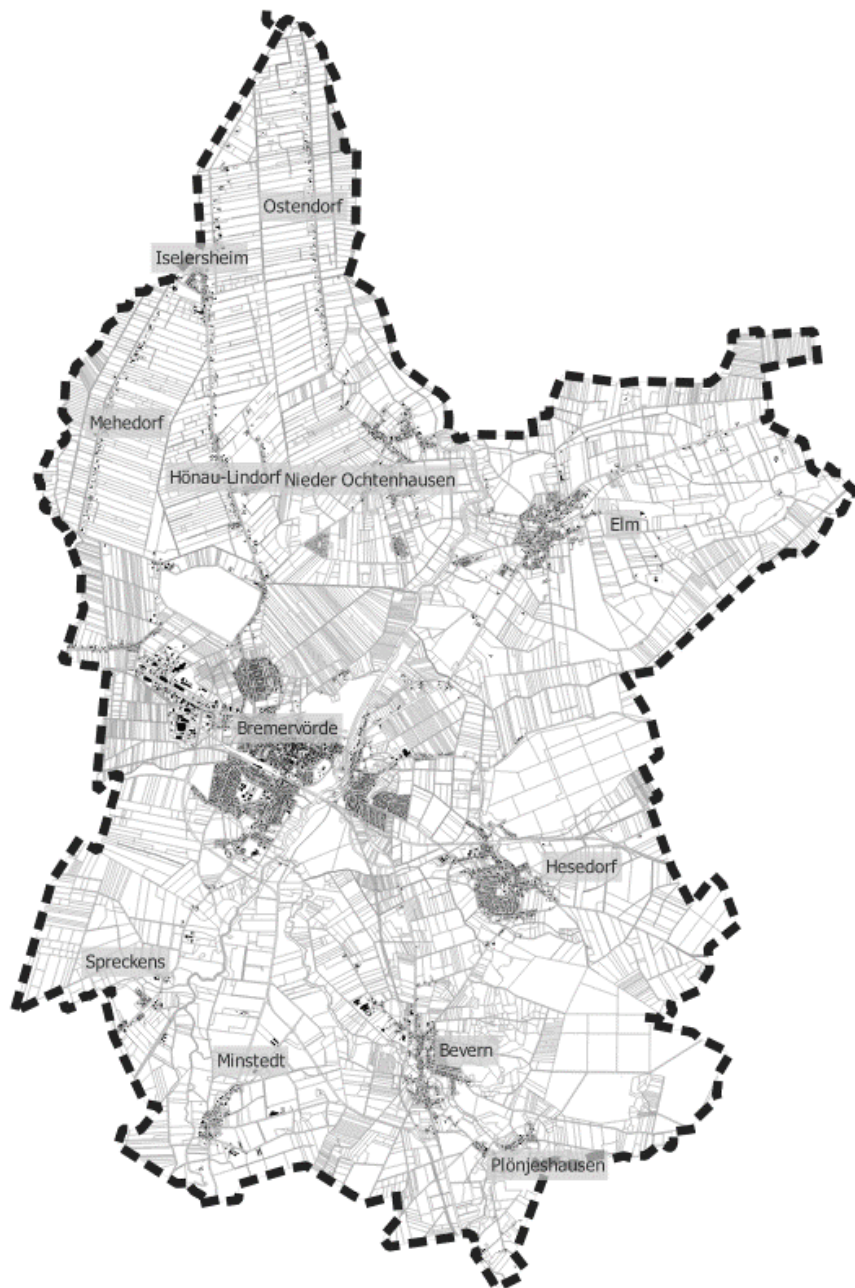 Ostendorf
Iselersheim
Mehedorf
Hönau-Lindorf
Nieder Ochtenhausen
Elm
Bremervörde
Hesedorf
Spreckens
Bevern
Minstedt
Plönjeshausen